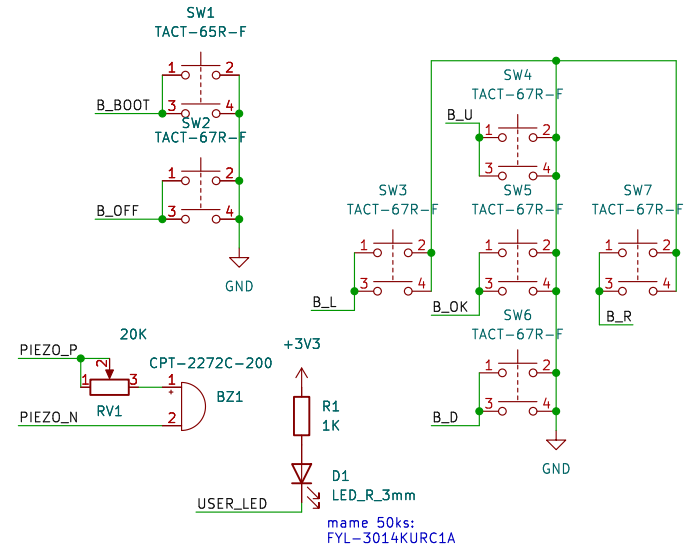 SW1
TACT-65R-F
1 2
B_BOOT 3 4
SW2
TACT-67R-F
1 2
B_OFF 3 4
GND
SW4
TACT-67R-F
B_U
1 2
3 4
SW3
TACT-67R-F
1 2
3 4
B_L
SW5
TACT-67R-F
1 2
3 4
B_OK
SW7
TACT-67R-F
1 2
3 4
B_R
SW6
TACT-67R-F
1 2
3 4
B_D
GND
20K
PIEZO_P
2
1 3
RV1
CPT-2272C-200
1
+
2
BZ1
PIEZO_N
+3V3
R1
1K
D1
LED_R_3mm
USER_LED
mame 50ks:
FYL-3014KURC1A